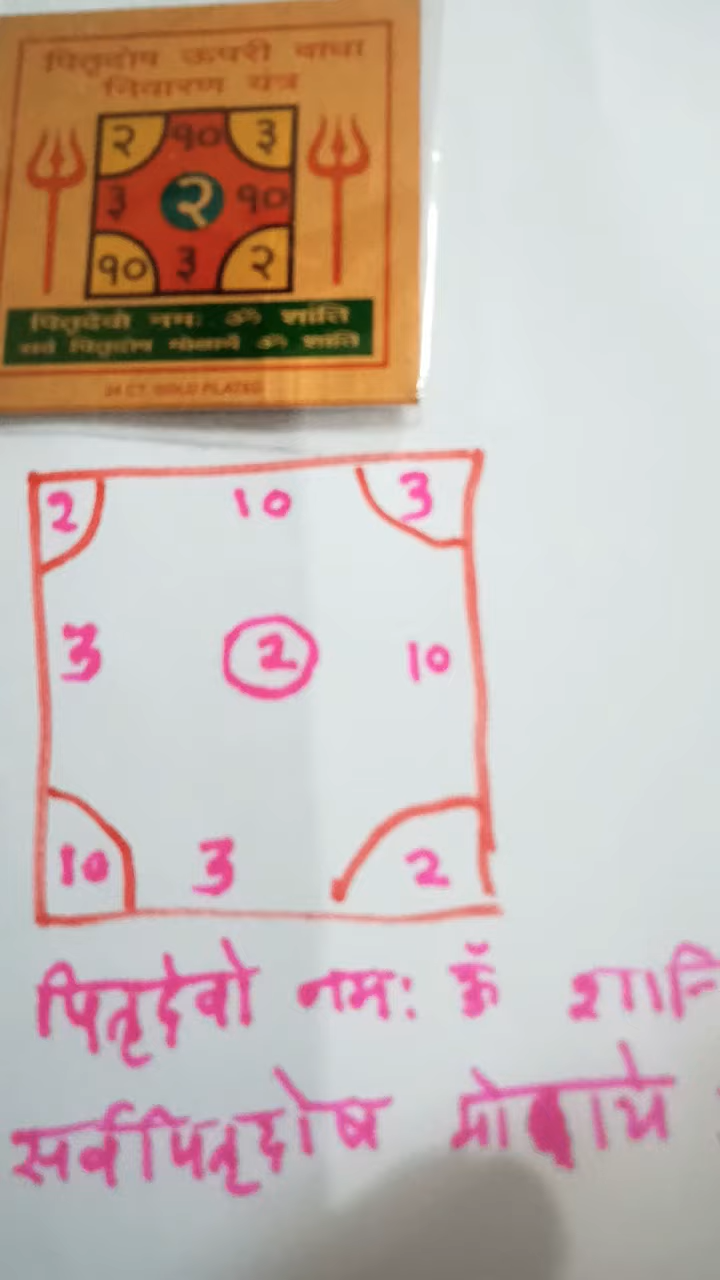 पितृदोष ऊपरी बाधा
निवारण यंत्र
२ १० ३
३ २ १०
१० ३ २
पितृदेवो नमः ॐ शांति
सर्व पितृदोष मोक्षायै ॐ शांति
24 CT. GOLD PLATED
2 10 3
3 2 10
10 3 2
पितृदेवो नमः ॐ
सर्वपितृदोष